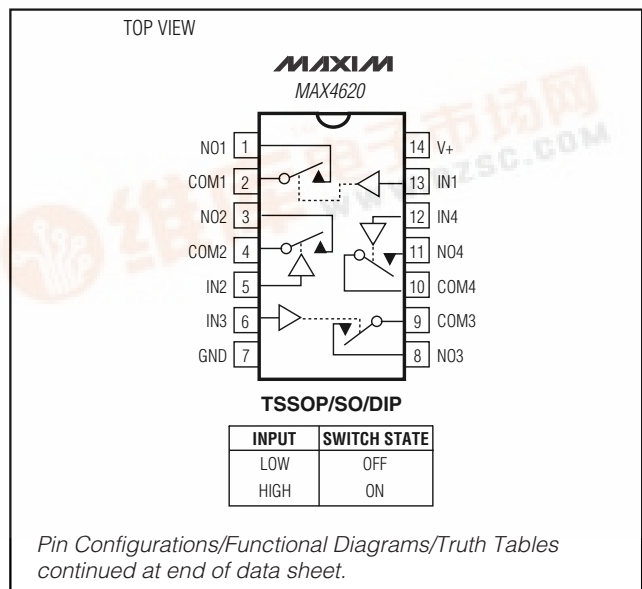 TOP VIEW
MAXIM
MAX4620
NO1 1
COM1 2
NO2 3
COM2 4
IN2 5
IN3 6
GND 7
14 V+
13 IN1
12 IN4
11 NO4
10 COM4
9 COM3
8 NO3
TSSOP/SO/DIP
INPUT SWITCH STATE
LOW OFF
HIGH ON
Pin Configurations/Functional Diagrams/Truth Tables
continued at end of data sheet.